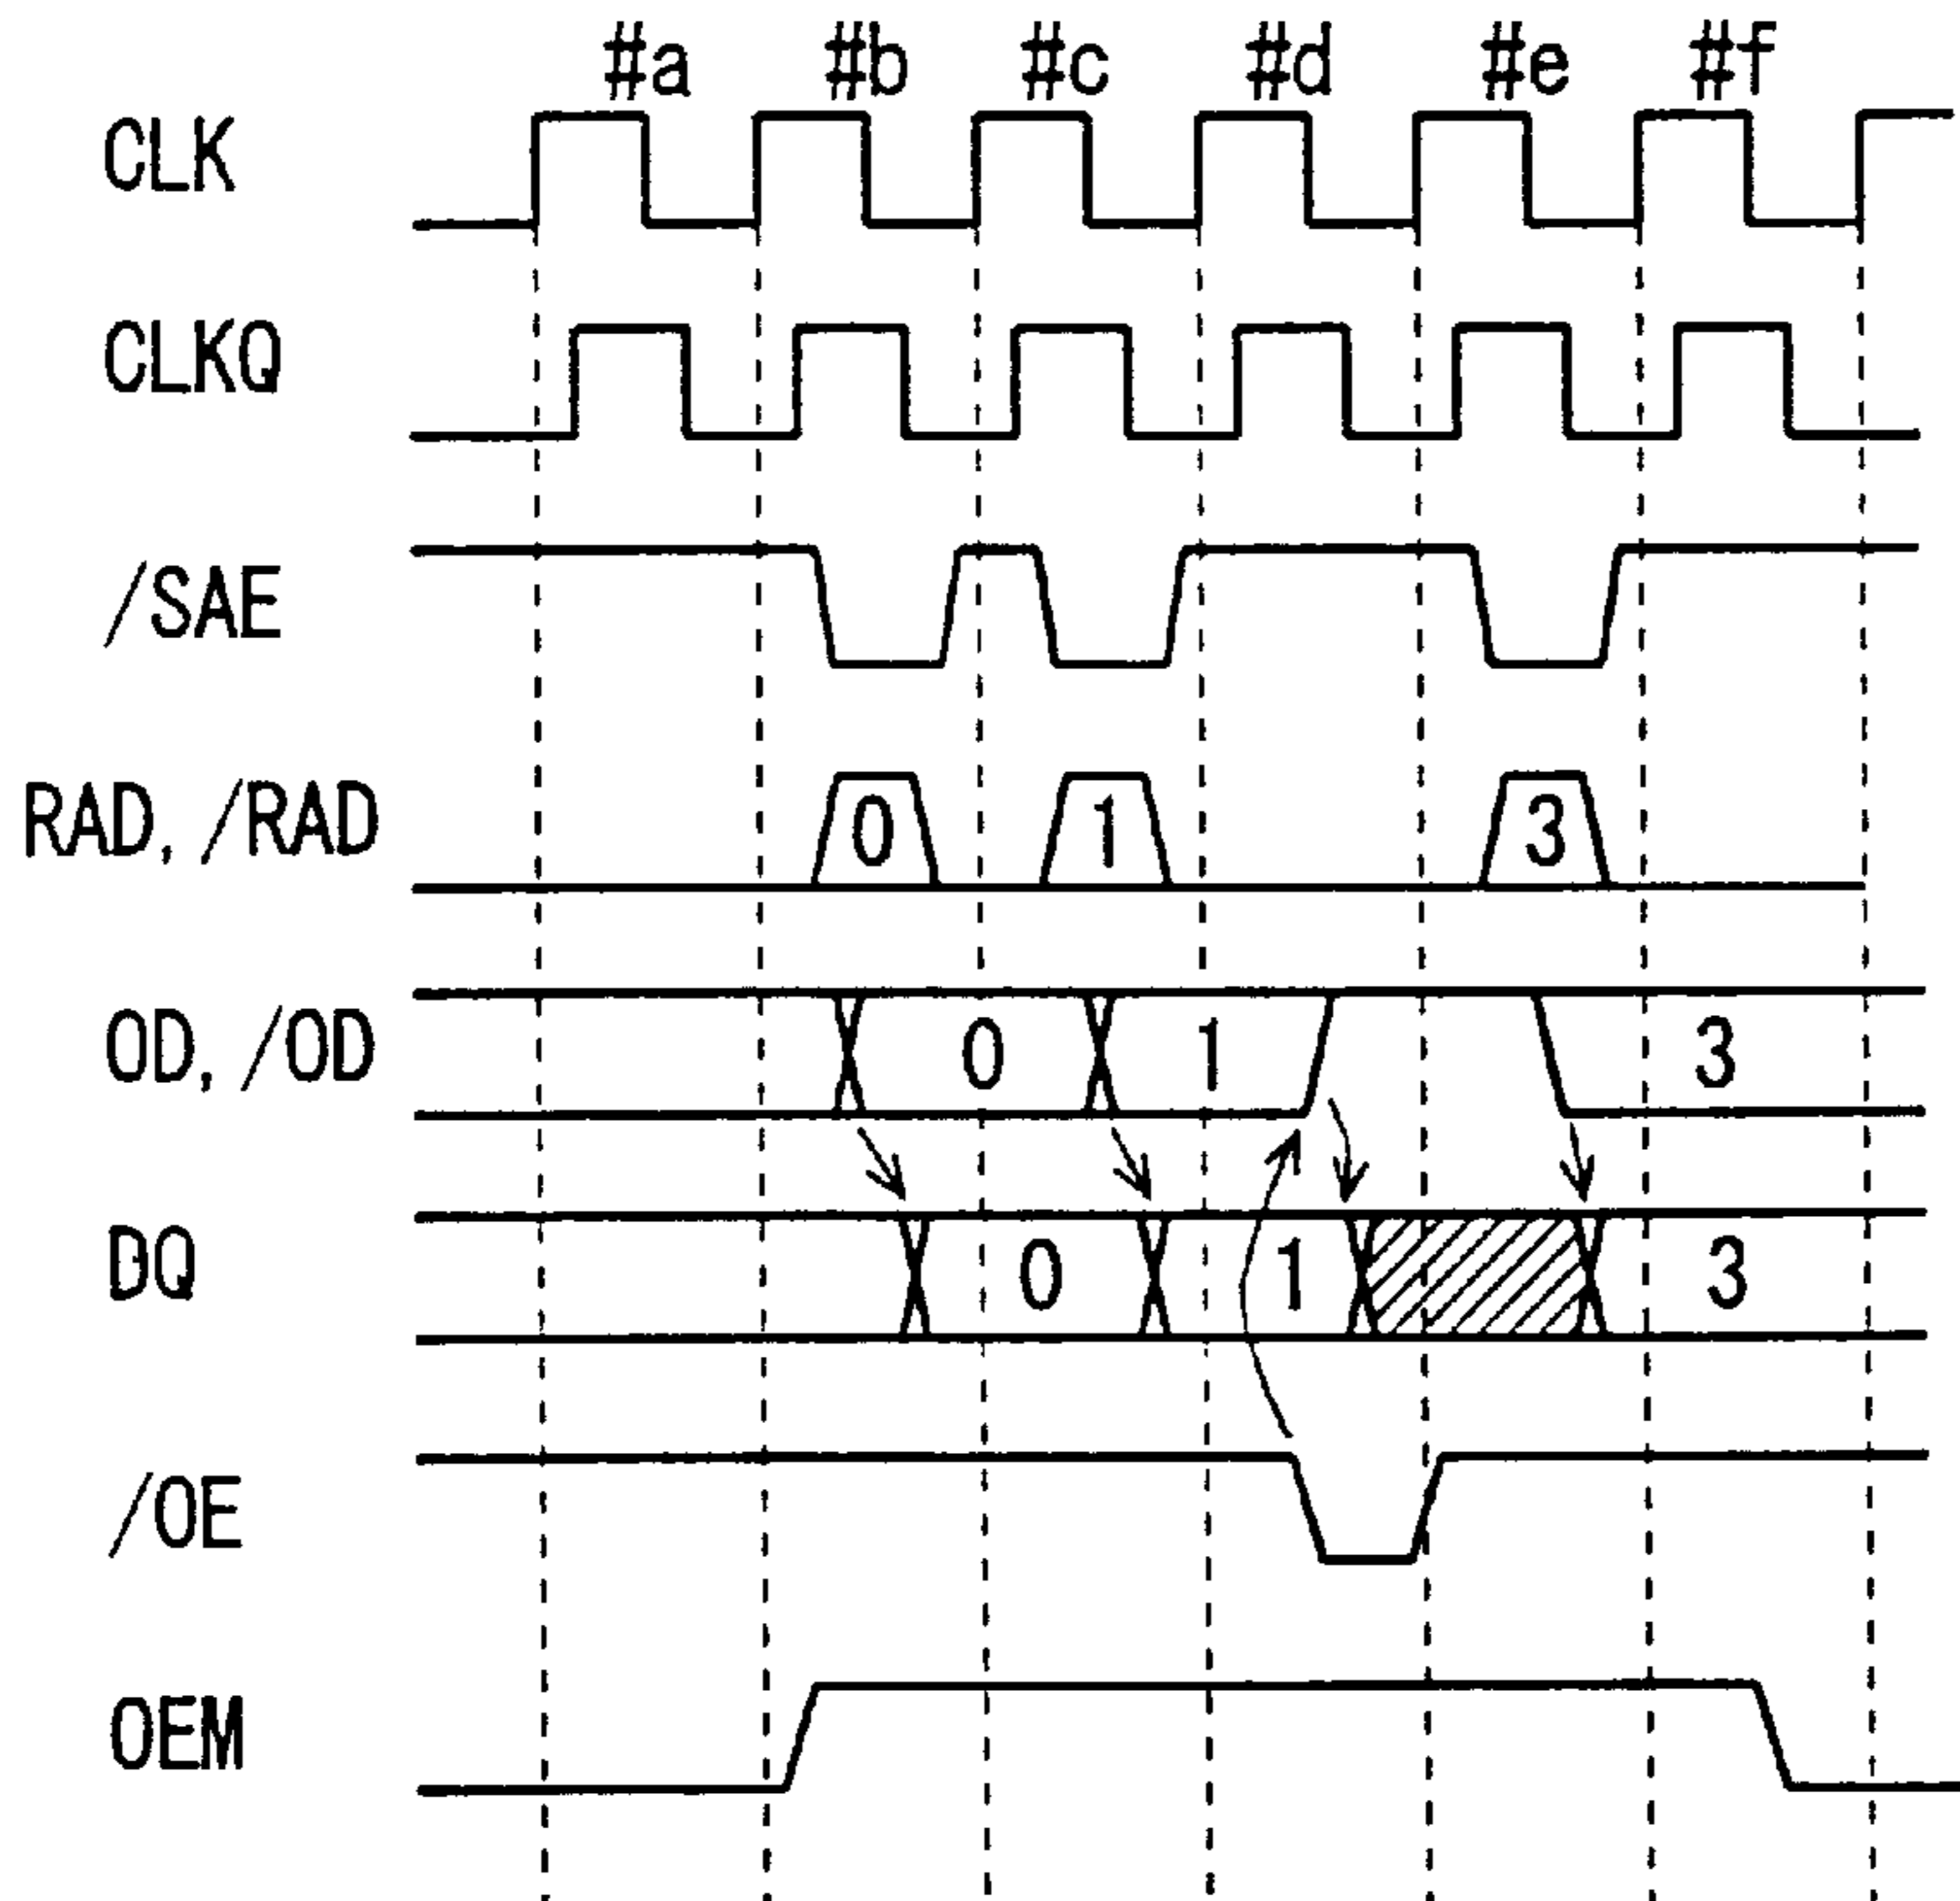 #a #b #c #d #e #f
CLK
CLKQ
/SAE
RAD, /RAD 0 1 3
OD, /OD 0 1 3
DQ 0 1 3
/OE
OEM